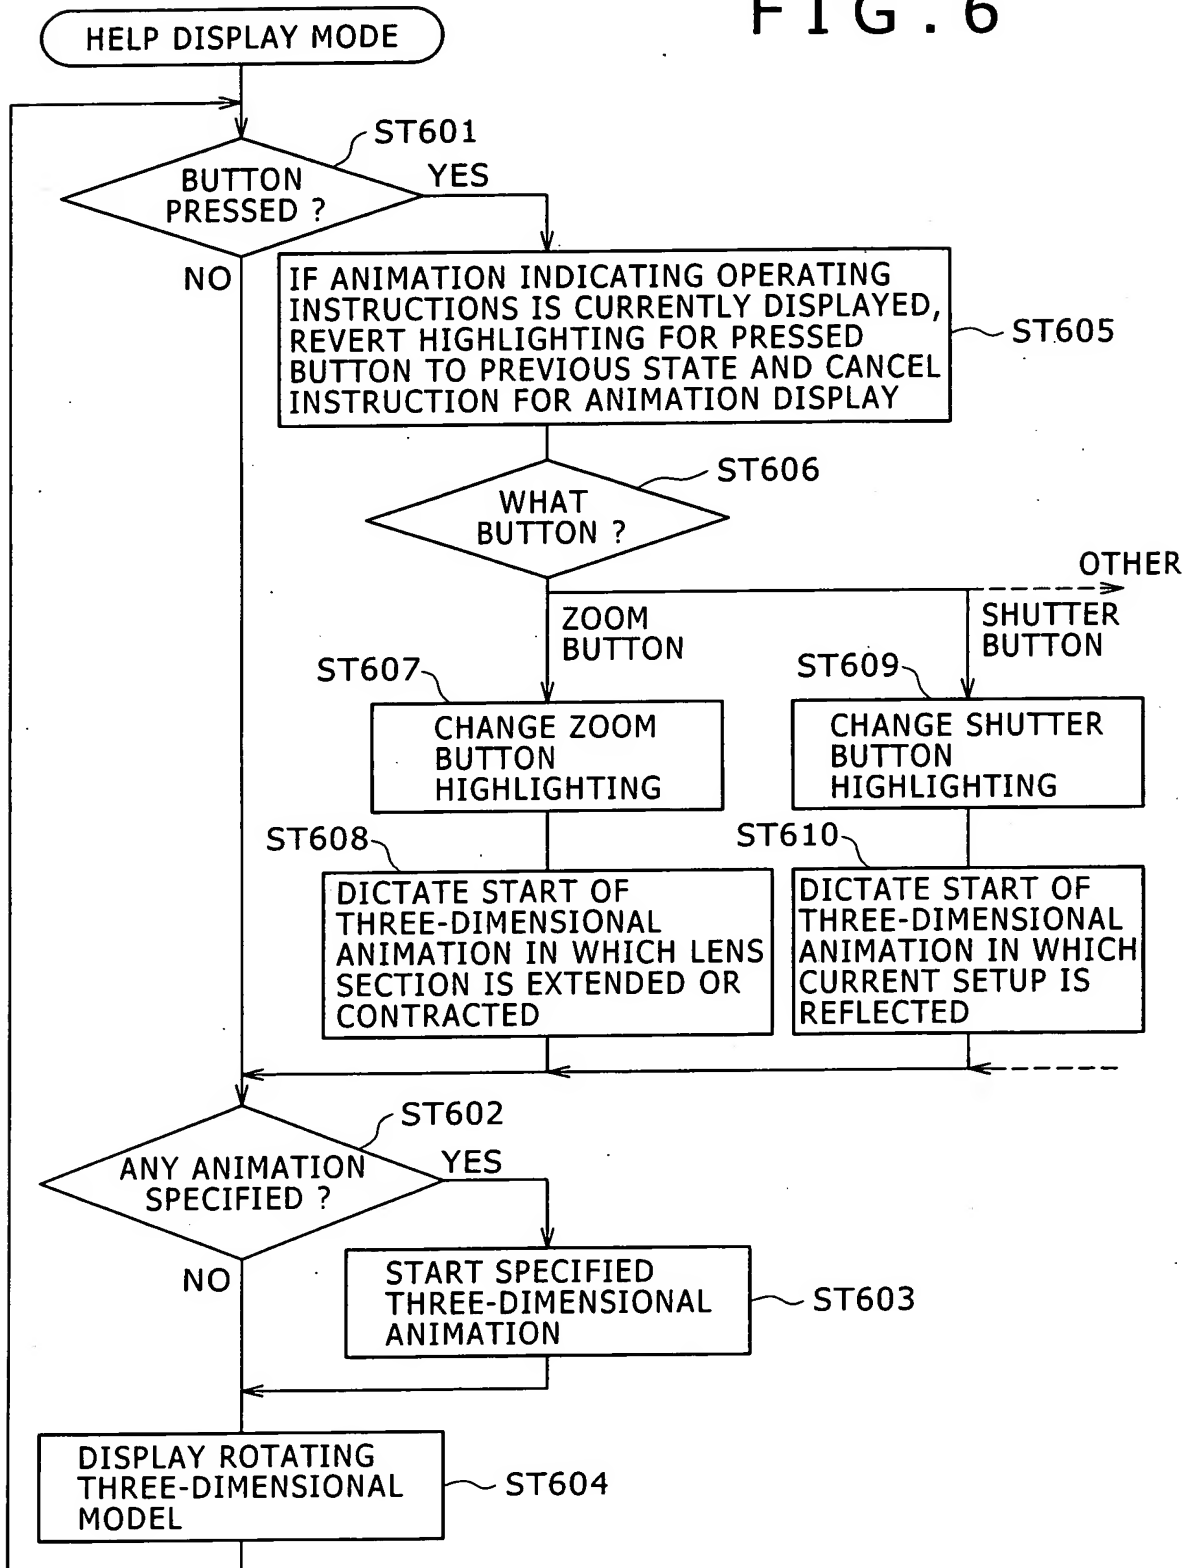 FIG.6
HELP DISPLAY MODE
ST601
BUTTON
PRESSED ?
YES
NO
IF ANIMATION INDICATING OPERATING
INSTRUCTIONS IS CURRENTLY DISPLAYED,
REVERT HIGHLIGHTING FOR PRESSED
BUTTON TO PREVIOUS STATE AND CANCEL
INSTRUCTION FOR ANIMATION DISPLAY
ST605
ST606
WHAT
BUTTON ?
OTHER
ZOOM
BUTTON
SHUTTER
BUTTON
ST607
CHANGE ZOOM
BUTTON
HIGHLIGHTING
ST609
CHANGE SHUTTER
BUTTON
HIGHLIGHTING
ST608
DICTATE START OF
THREE-DIMENSIONAL
ANIMATION IN WHICH LENS
SECTION IS EXTENDED OR
CONTRACTED
ST610
DICTATE START OF
THREE-DIMENSIONAL
ANIMATION IN WHICH
CURRENT SETUP IS
REFLECTED
ST602
ANY ANIMATION
SPECIFIED ?
YES
NO
START SPECIFIED
THREE-DIMENSIONAL
ANIMATION
ST603
DISPLAY ROTATING
THREE-DIMENSIONAL
MODEL
ST604